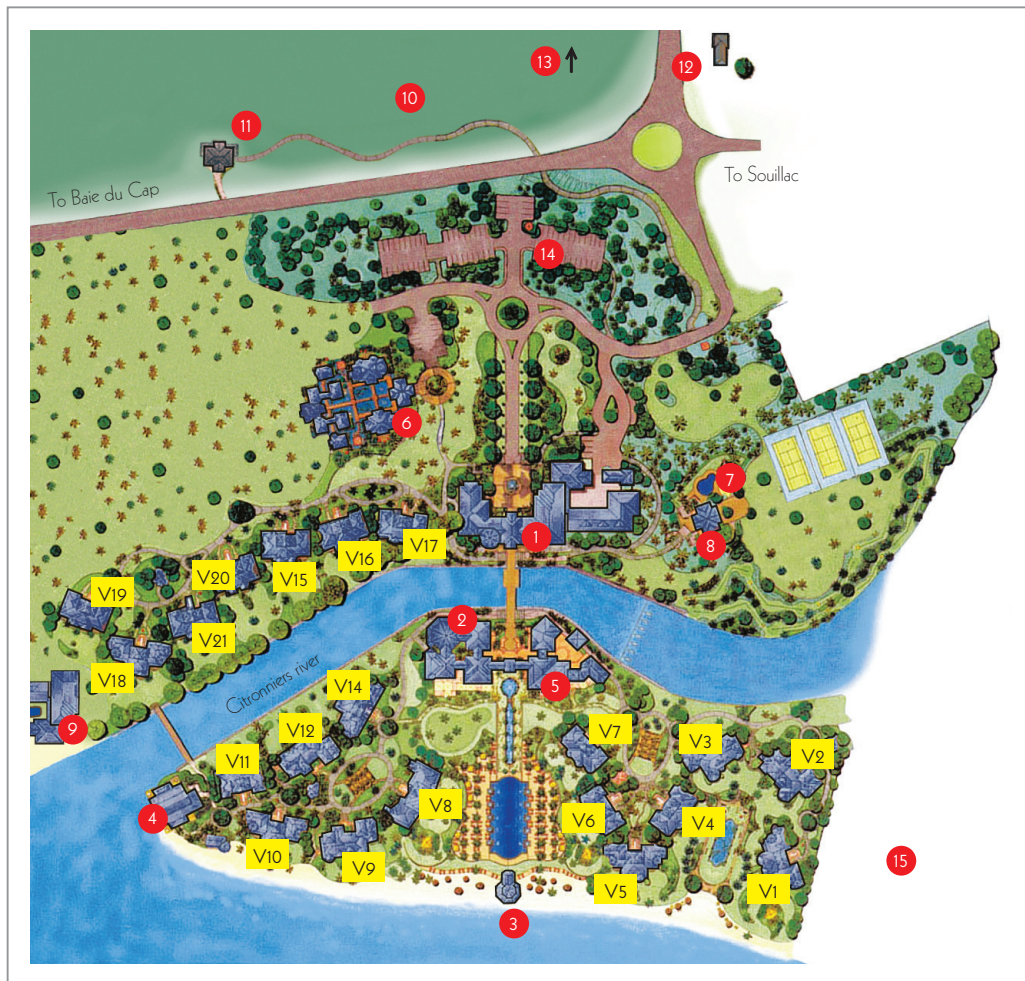 13
12
10
11
To Baie du Cap
To Souillac
14
6
7
1
8
V17
V16
V15
V20
V19
V21
V18
2
Citronniers river
V14
5
9
V12
V7
V3
V2
V11
V8
4
V6
V4
V10
V9
V5
V1
15
3